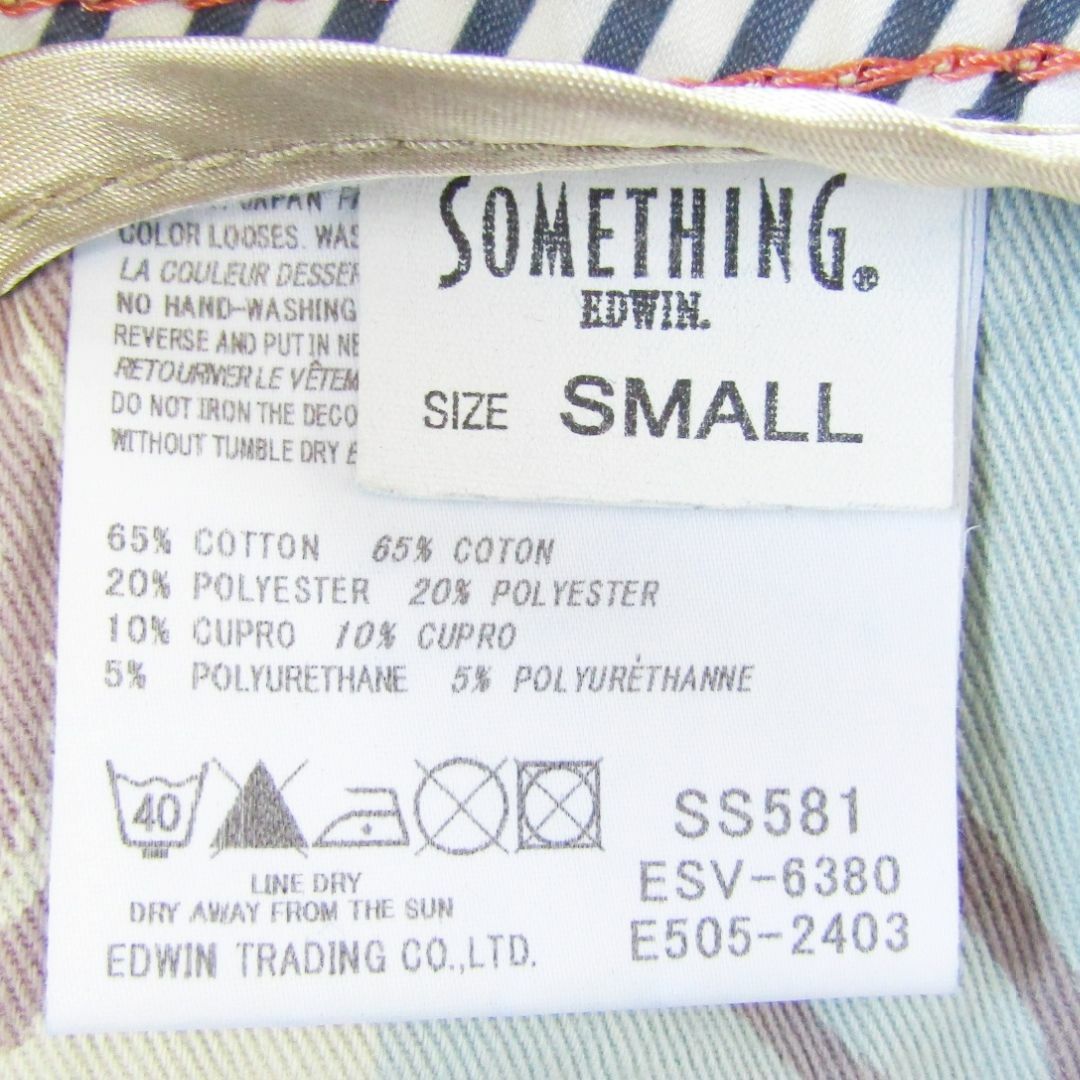 JAPAN
COLOR LOOSES. WAS
LA COULEUR DESSER
NO HAND-WASHING
REVERSE AND PUT IN NE
RETOURNER LE VÊTEM
DO NOT IRON THE DECO
WITHOUT TUMBLE DRY
SOMETHING®
EDWIN.
SIZE SMALL
65% COTTON 65% COTON
20% POLYESTER 20% POLYESTER
10% CUPRO 10% CUPRO
5% POLYURETHANE 5% POLYURÉTHANNE
40
LINE DRY
DRY AWAY FROM THE SUN
EDWIN TRADING CO.,LTD.
SS581
ESV-6380
E505-2403